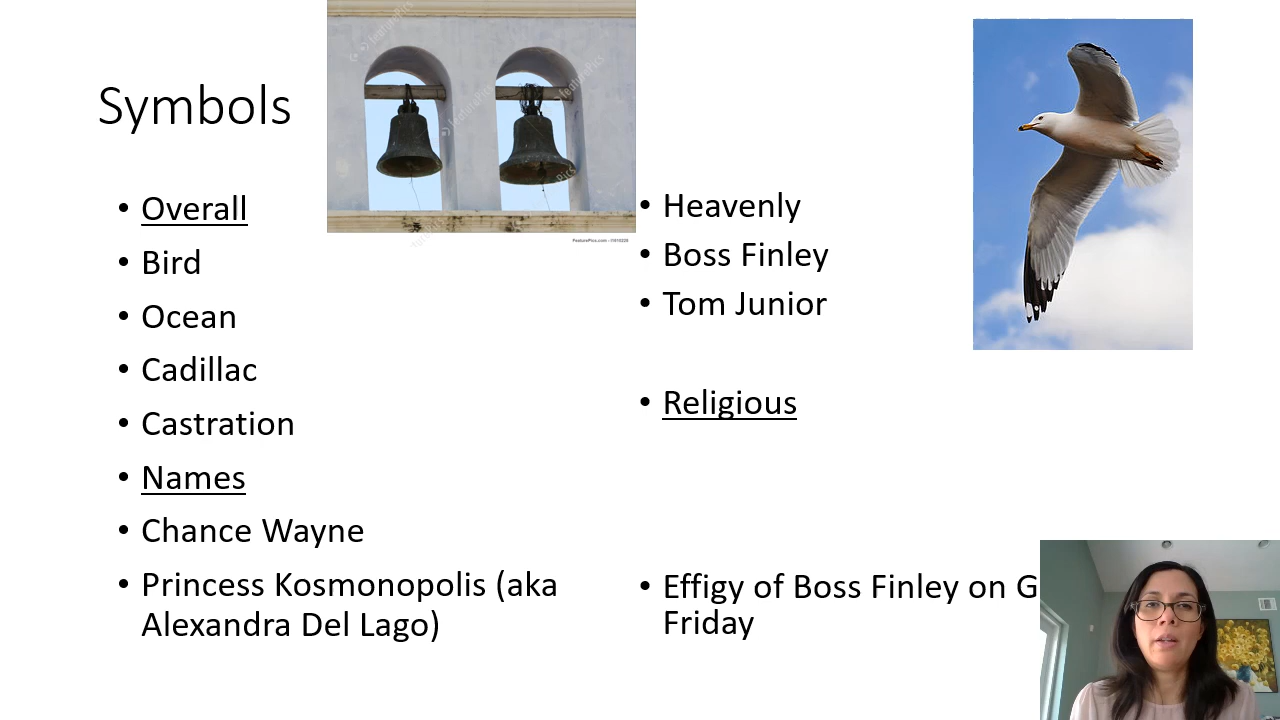 Symbols
• Overall
• Bird
• Ocean
• Cadillac
• Castration
• Names
• Chance Wayne
• Princess Kosmonopolis (aka
Alexandra Del Lago)
• Heavenly
• Boss Finley
• Tom Junior
• Religious
• Effigy of Boss Finley on G
Friday
featurePics